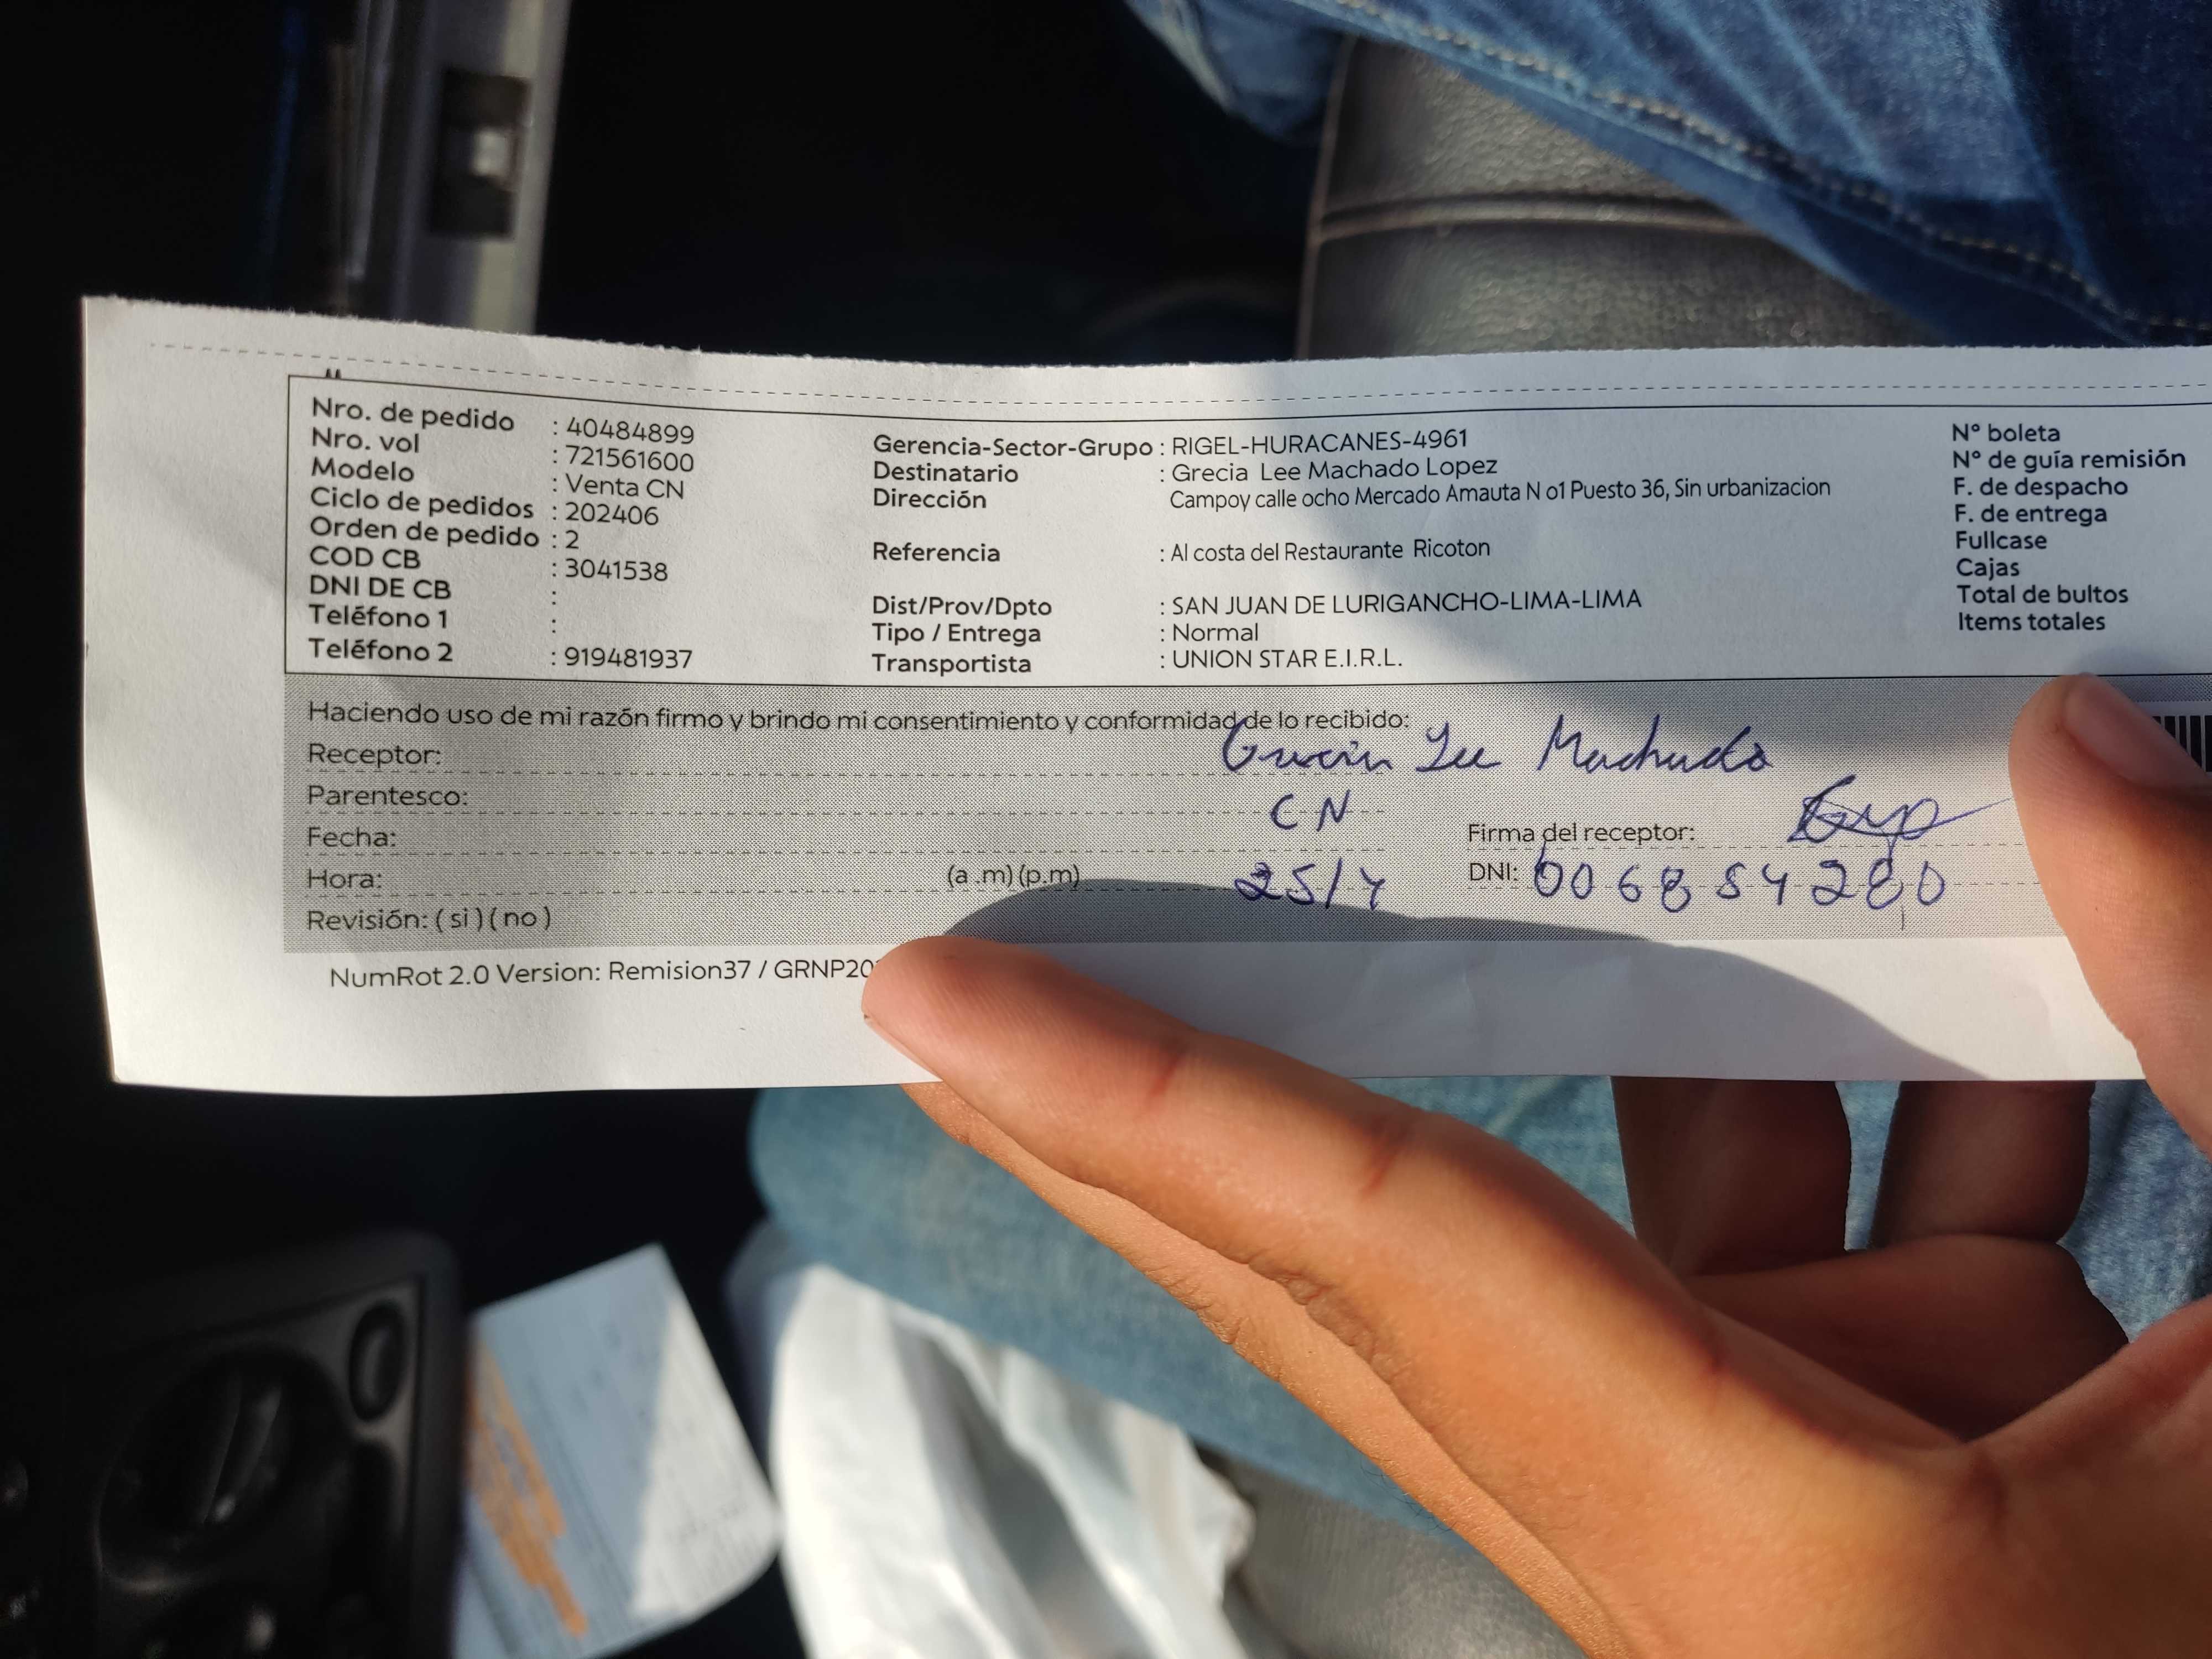 Nro. de pedido : 40484899
Nro. vol : 721561600
Modelo : Venta CN
Ciclo de pedidos : 202406
Orden de pedido : 2
COD CB : 3041538
DNI DE CB :
Teléfono 1 :
Teléfono 2 : 919481937
Gerencia-Sector-Grupo : RIGEL-HURACANES-4961
Destinatario : Grecia Lee Machado Lopez
Dirección Campoy calle ocho Mercado Amauta N o1 Puesto 36, Sin urbanizacion
Referencia : Al costa del Restaurante Ricoton
Dist/Prov/Dpto : SAN JUAN DE LURIGANCHO-LIMA-LIMA
Tipo / Entrega : Normal
Transportista : UNION STAR E.I.R.L.
N° boleta
N° de guía remisión
F. de despacho
F. de entrega
Fullcase
Cajas
Total de bultos
Items totales
Haciendo uso de mi razón firmo y brindo mi consentimiento y conformidad de lo recibido:
Receptor: Grecia Lee Machado
Parentesco: CN
Fecha:
Firma del receptor:
Hora: (a .m) (p.m) 25/4
DNI: 006854280
Revisión: ( si ) ( no )
NumRot 2.0 Version: Remision37 / GRNP20